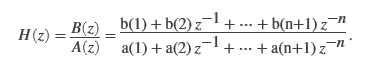 H(z) = B(z)/A(z) = (b(1) + b(2) z⁻¹ + ⋯ + b(n+1) z⁻ⁿ)/(a(1) + a(2) z⁻¹ + ⋯ + a(n+1) z⁻ⁿ).